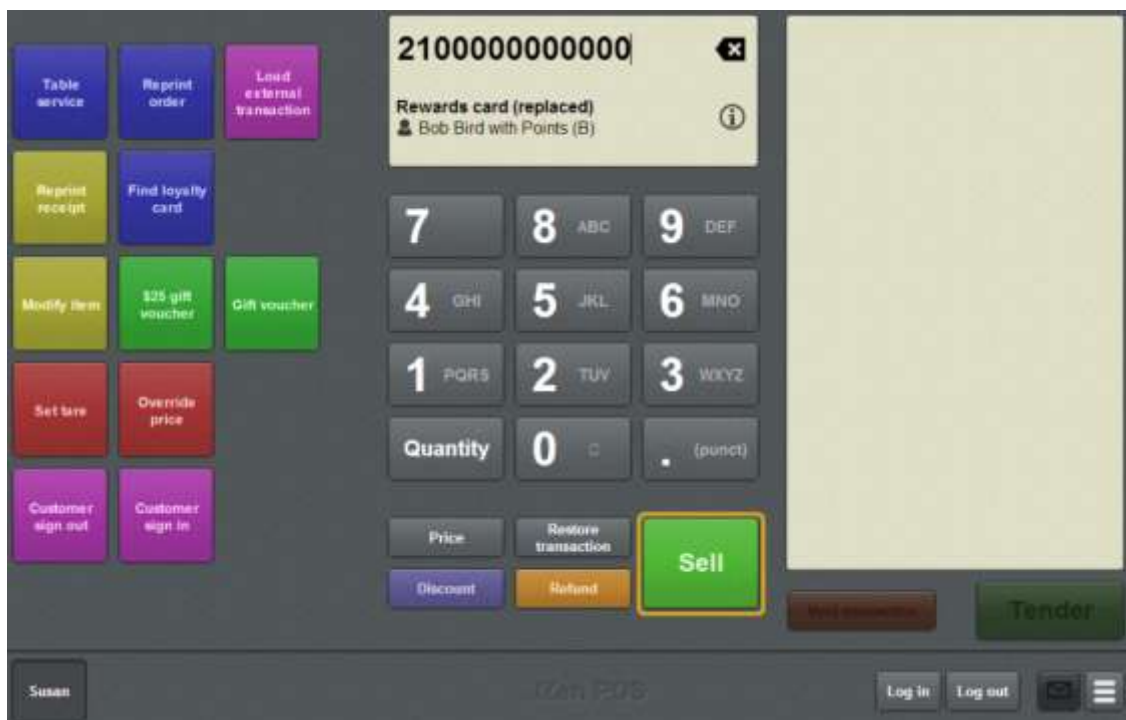 Table
service
Reprint
order
Load
external
transaction
Reprint
receipt
Find loyalty
card
Modify item
$25 gift
voucher
Gift voucher
Set tare
Override
price
Customer
sign out
Customer
sign in
2100000000000
Rewards card (replaced)
Bob Bird with Points (B)
7
8 ABC
9 DEF
4 GHI
5 JKL
6 MNO
1 PQRS
2 TUV
3 WXYZ
Quantity
0
. (punct)
Price
Restore
transaction
Sell
Discount
Refund
Tender
Susan
Log in
Log out